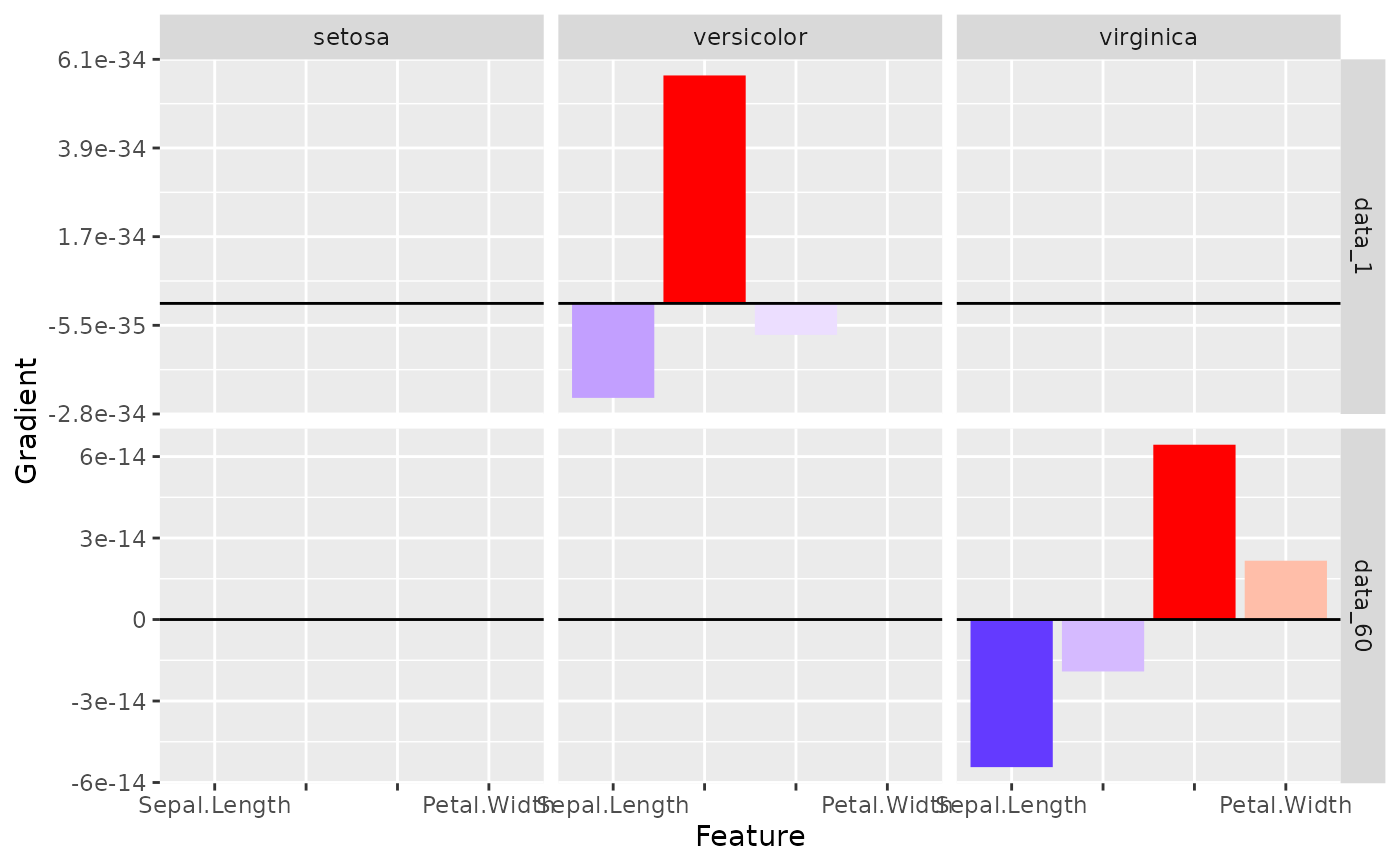 setosa versicolor virginica
6.1e-34
3.9e-34
1.7e-34
-5.5e-35
-2.8e-34
data_1
Gradient
6e-14
3e-14
0
-3e-14
-6e-14
data_60
Sepal.Length Petal.Width Sepal.Length Petal.Width Sepal.Length Petal.Width
Feature